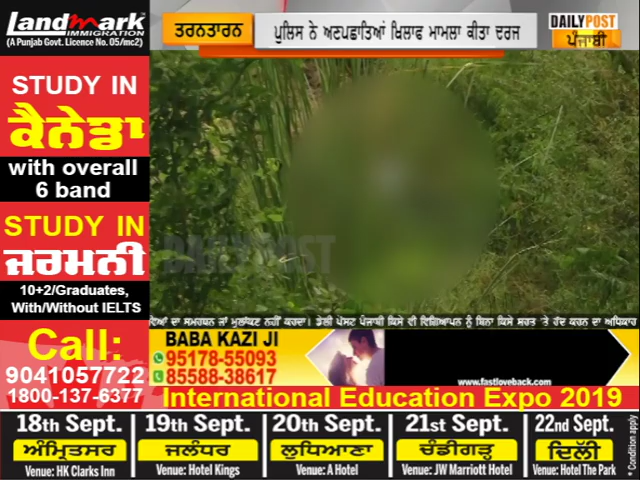 Landmark
IMMIGRATION
(A Punjab Govt. Licence No. 05/mc2)
ਤਰਨਤਾਰਨ
ਪੁਲਿਸ ਨੇ ਅਣਪਛਾਤਿਆਂ ਖਿਲਾਫ ਮਾਮਲਾ ਕੀਤਾ ਦਰਜ
DAILY POST
ਪੰਜਾਬੀ
STUDY IN
ਕੈਨੇਡਾ
with overall
6 band
STUDY IN
ਜਰਮਨੀ
10+2/Graduates,
With/Without IELTS
Call:
9041057722
1800-137-6377
DAILY POST
ਦਿਆਂ ਦਾ ਸਮਰਥਨ ਜਾਂ ਮੁਲਾਂਕਣ ਨਹੀਂ ਕਰਦਾ। ਡੇਲੀ ਪੋਸਟ ਪੰਜਾਬੀ ਕਿਸੇ ਵੀ ਵਿਗਿਆਪਨ ਨੂੰ ਬਿਨਾ ਕਿਸੇ ਸ਼ਰਤ 'ਤੇ ਰੱਦ ਕਰਨ ਦਾ ਅਧਿਕਾਰ
BABA KAZI JI
95178-55093
85588-38617
www.fastloveback.com
International Education Expo 2019
18th Sept.
ਅੰਮ੍ਰਿਤਸਰ
Venue: HK Clarks Inn
19th Sept.
ਜਲੰਧਰ
Venue: Hotel Kings
20th Sept.
ਲੁਧਿਆਣਾ
Venue: A Hotel
21st Sept.
ਚੰਡੀਗੜ੍ਹ
Venue: JW Marriott Hotel
22nd Sept.
ਦਿੱਲੀ
Venue: Hotel The Park
* Condition apply